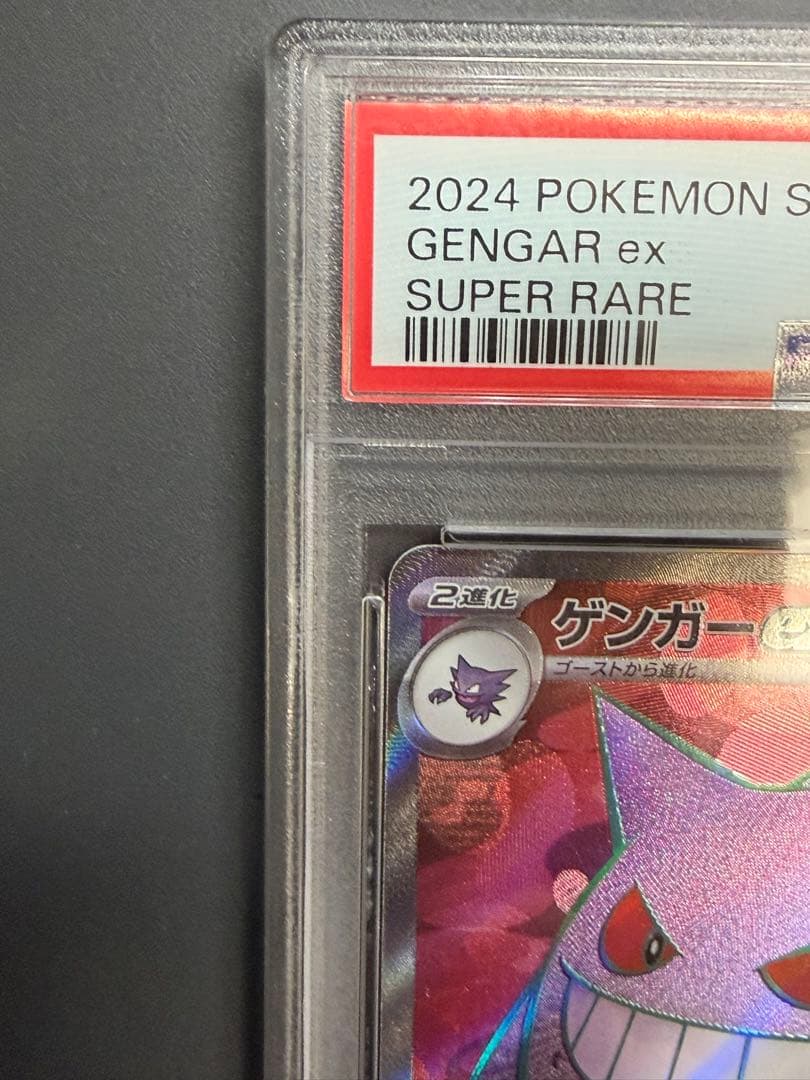 2024 POKEMON S
GENGAR ex
SUPER RARE
2進化
ゲンガー
ゴーストから進化